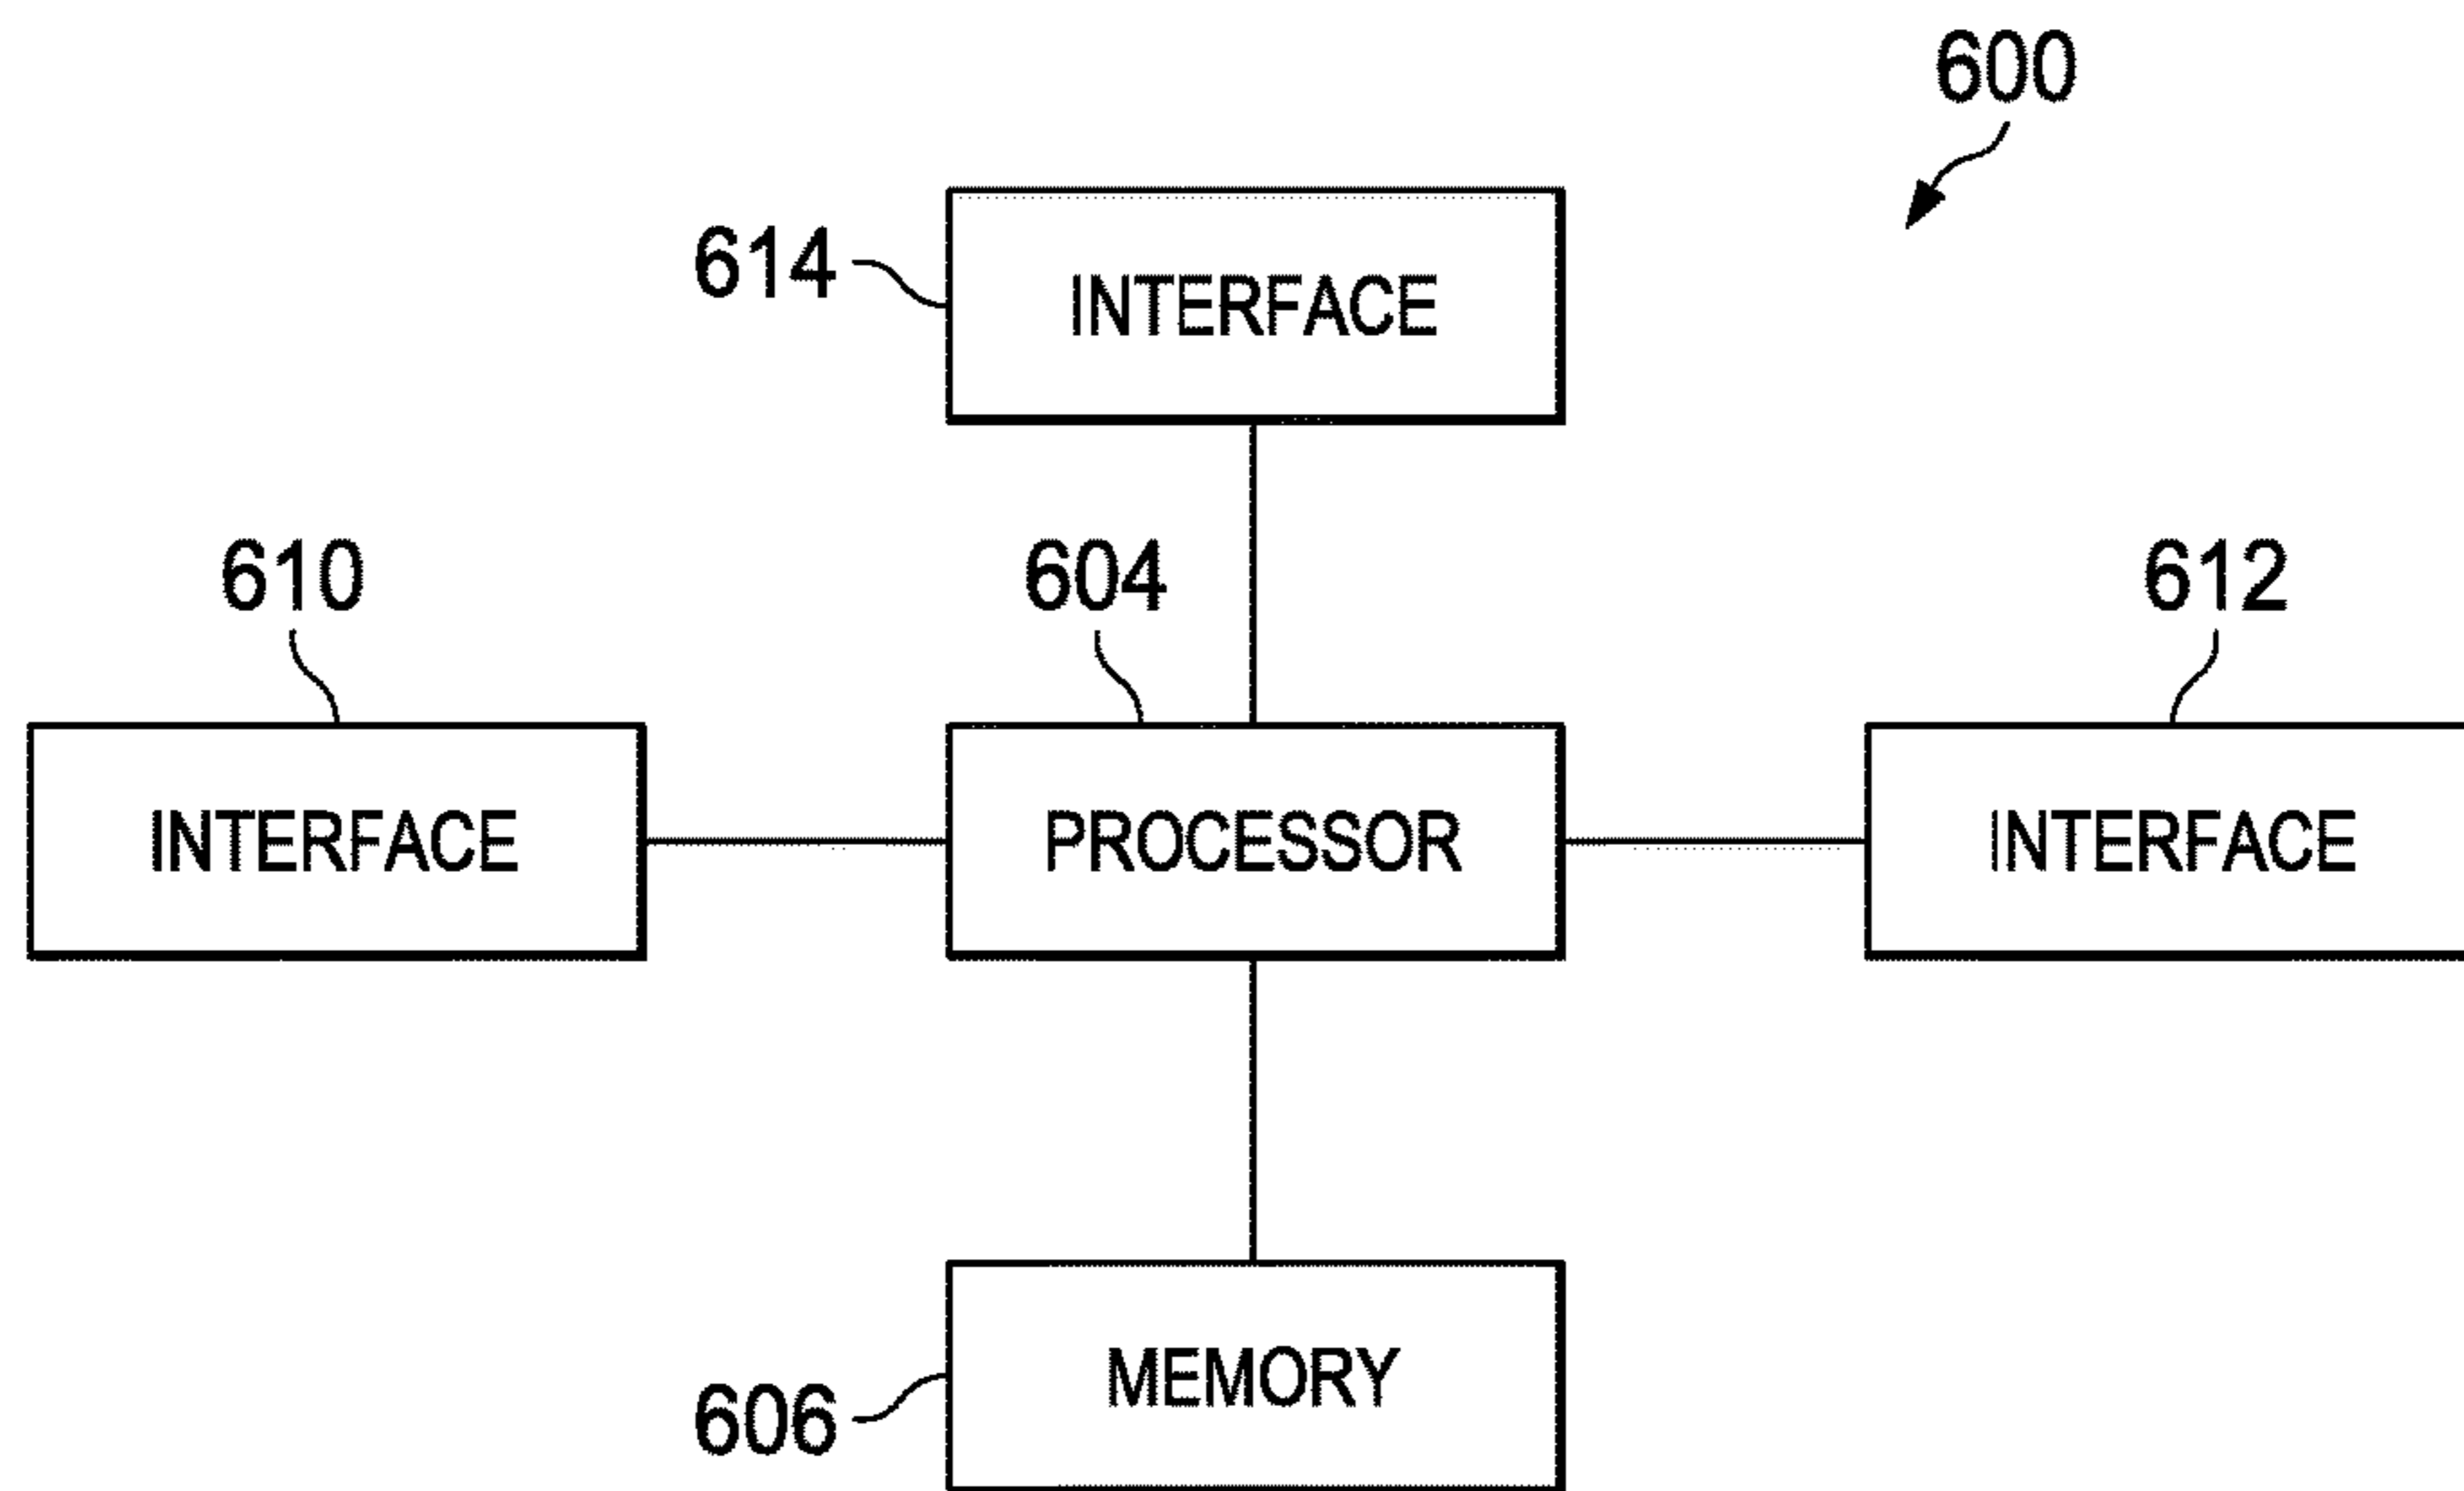 600
614
INTERFACE
610
604
612
INTERFACE
PROCESSOR
INTERFACE
MEMORY
606